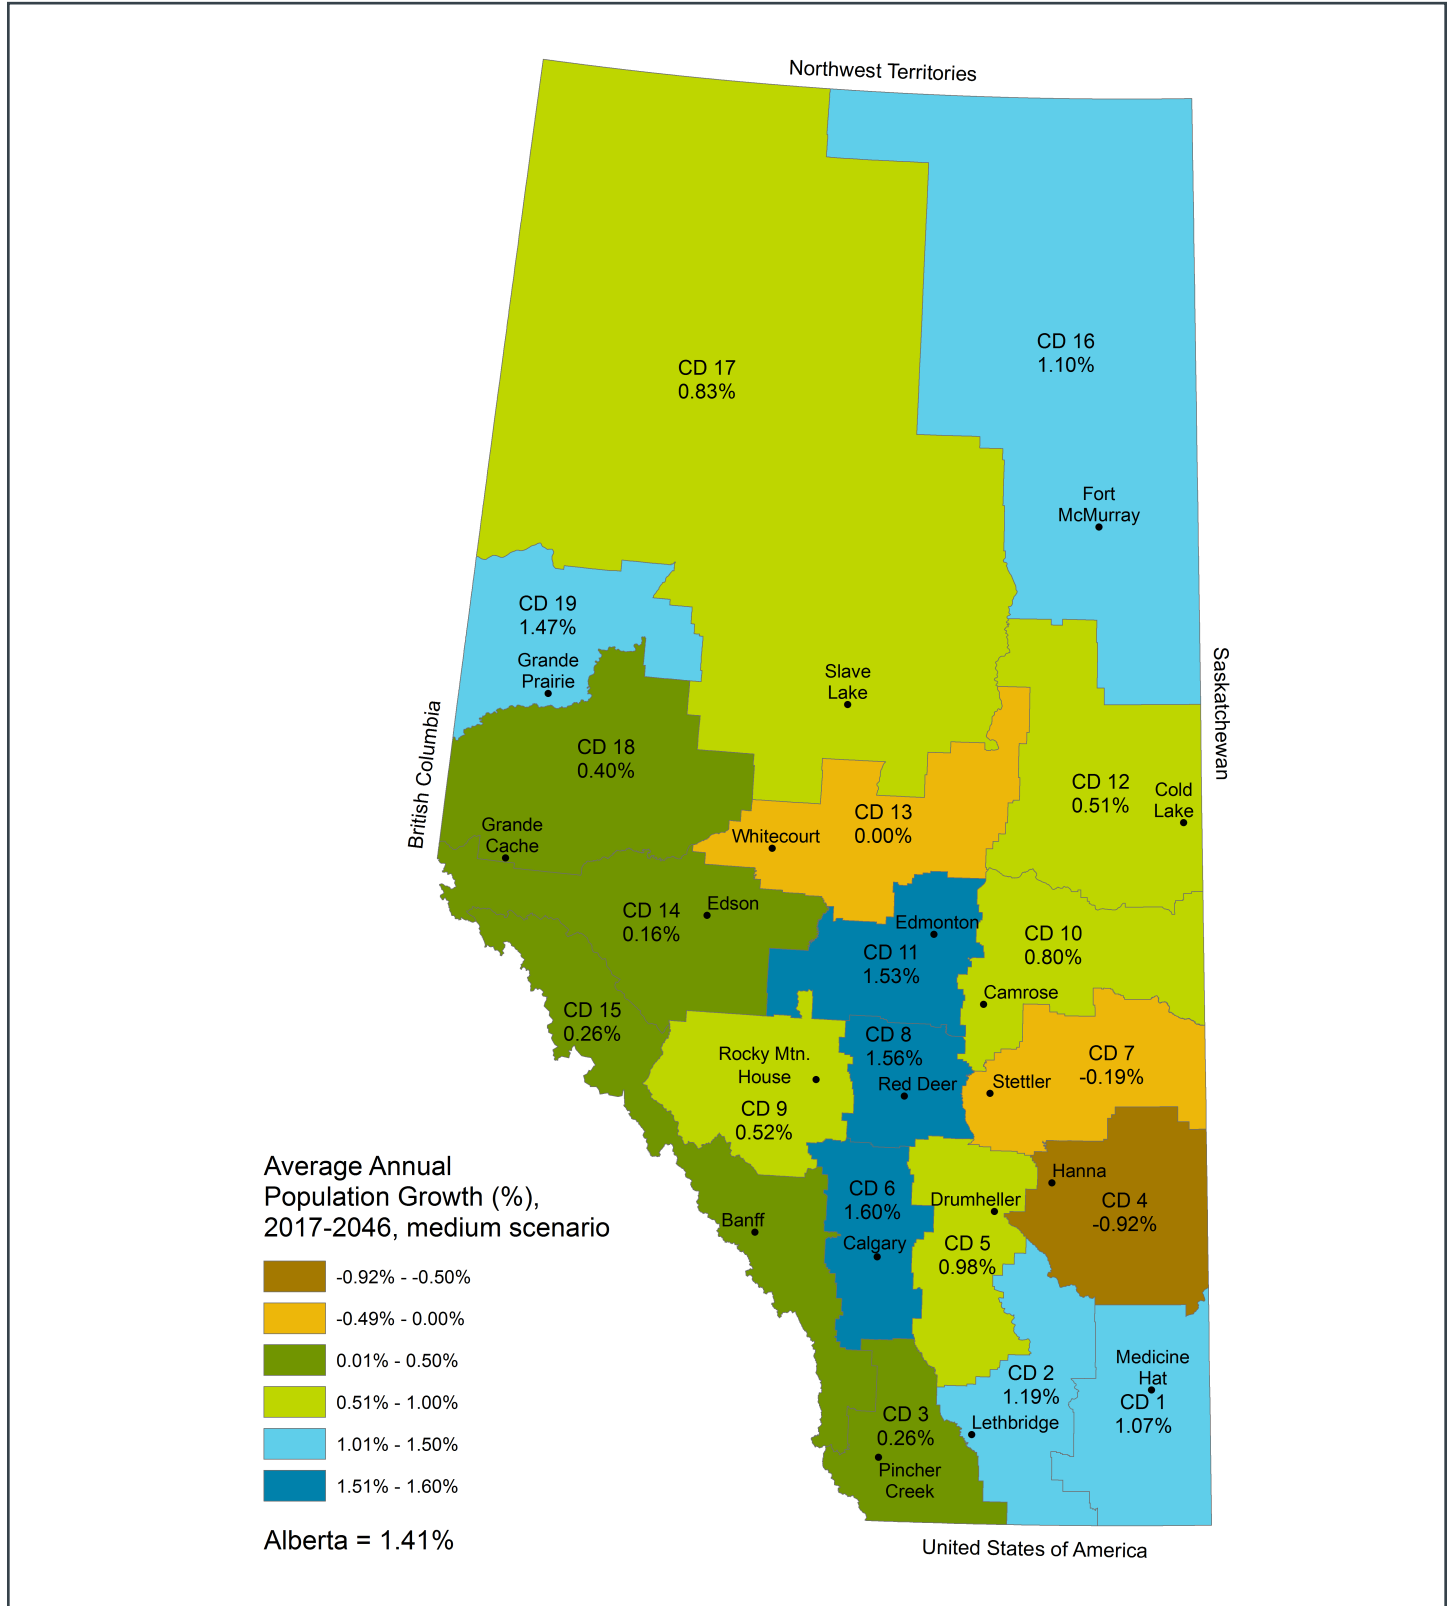 Northwest Territories
CD 16
1.10%
CD 17
0.83%
Fort
McMurray
CD 19
1.47%
Grande
Prairie
Slave
Lake
Saskatchewan
British Columbia
CD 18
0.40%
CD 12
0.51%
Cold
Lake
CD 13
0.00%
Whitecourt
Grande
Cache
Edson
CD 14
0.16%
Edmonton
CD 11
1.53%
CD 10
0.80%
Camrose
CD 15
0.26%
CD 8
1.56%
Red Deer
Rocky Mtn.
House
CD 9
0.52%
CD 7
-0.19%
Stettler
Hanna
CD 4
-0.92%
CD 6
1.60%
Calgary
Drumheller
CD 5
0.98%
Banff
CD 2
1.19%
Lethbridge
Medicine
Hat
CD 1
1.07%
CD 3
0.26%
Pincher
Creek
United States of America
Average Annual
Population Growth (%),
2017-2046, medium scenario
-0.92% - -0.50%
-0.49% - 0.00%
0.01% - 0.50%
0.51% - 1.00%
1.01% - 1.50%
1.51% - 1.60%
Alberta = 1.41%